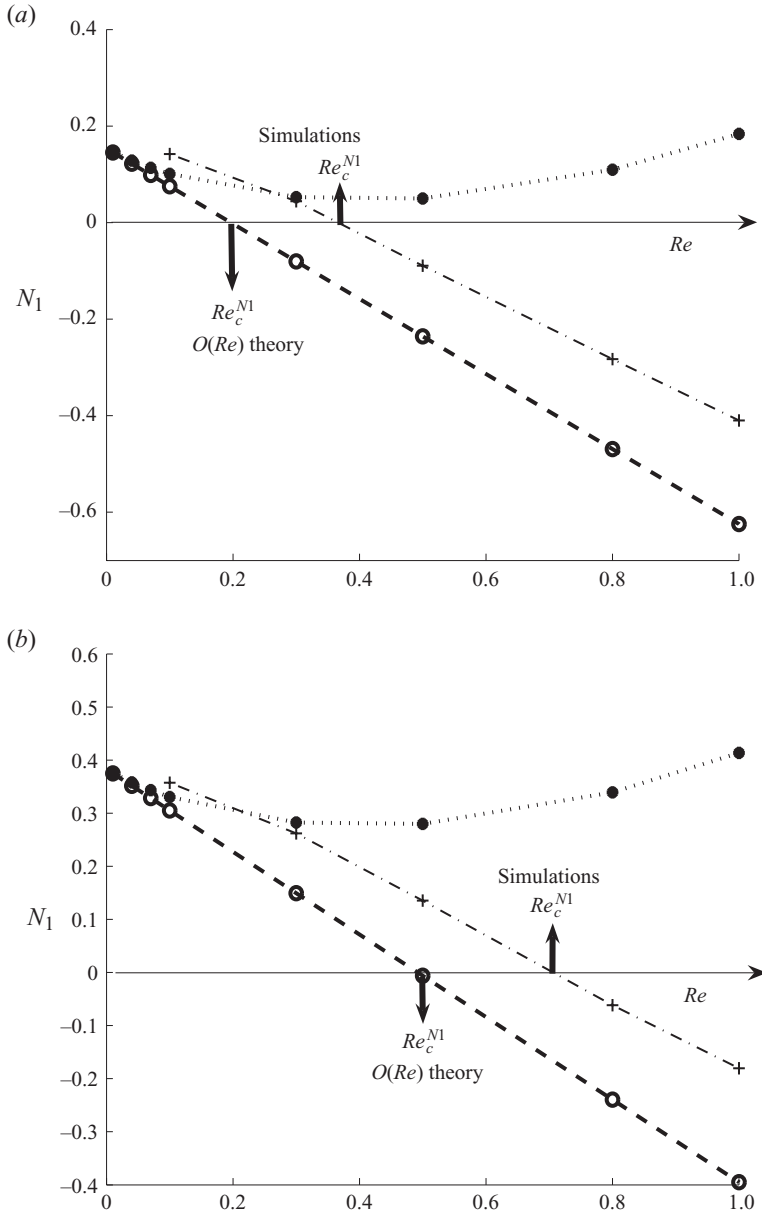 (a)
0.4
0.2
0
–0.2
–0.4
–0.6
N1
Simulations
Re_c^{N1}
Re
Re_c^{N1}
O(Re) theory
0 0.2 0.4 0.6 0.8 1.0
(b)
0.6
0.5
0.4
0.3
0.2
0.1
0
–0.1
–0.2
–0.3
–0.4
N1
Simulations
Re_c^{N1}
Re
Re_c^{N1}
O(Re) theory
0 0.2 0.4 0.6 0.8 1.0